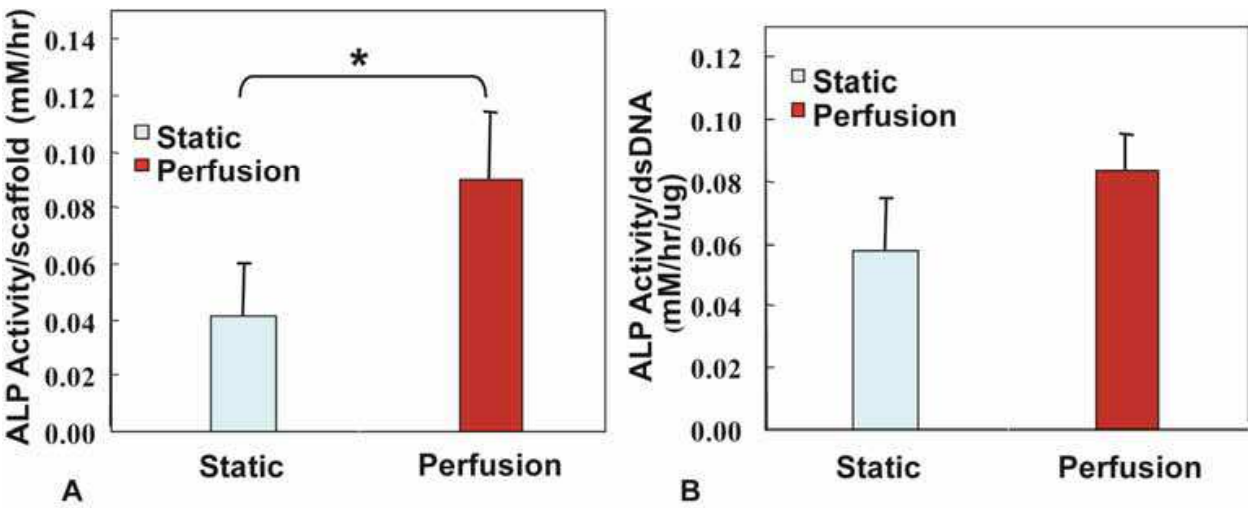 ALP Activity/scaffold (mM/hr)
0.14
0.12
0.10
0.08
0.06
0.04
0.02
0.00
*
Static
Perfusion
Static
Perfusion
A
ALP Activity/dsDNA
(mM/hr/ug)
0.12
0.10
0.08
0.06
0.04
0.02
0.00
Static
Perfusion
Static
Perfusion
B